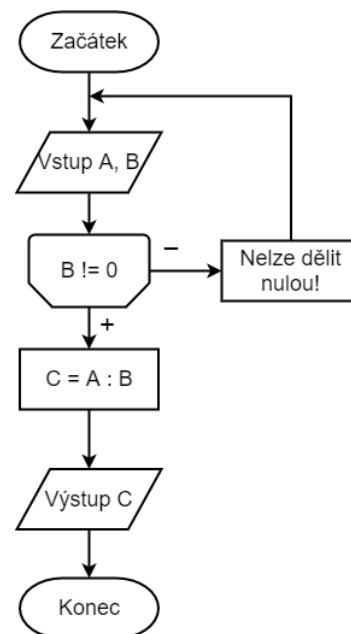 Začátek
Vstup A, B
B != 0
–
Nelze dělit
nulou!
+
C = A : B
Výstup C
Konec